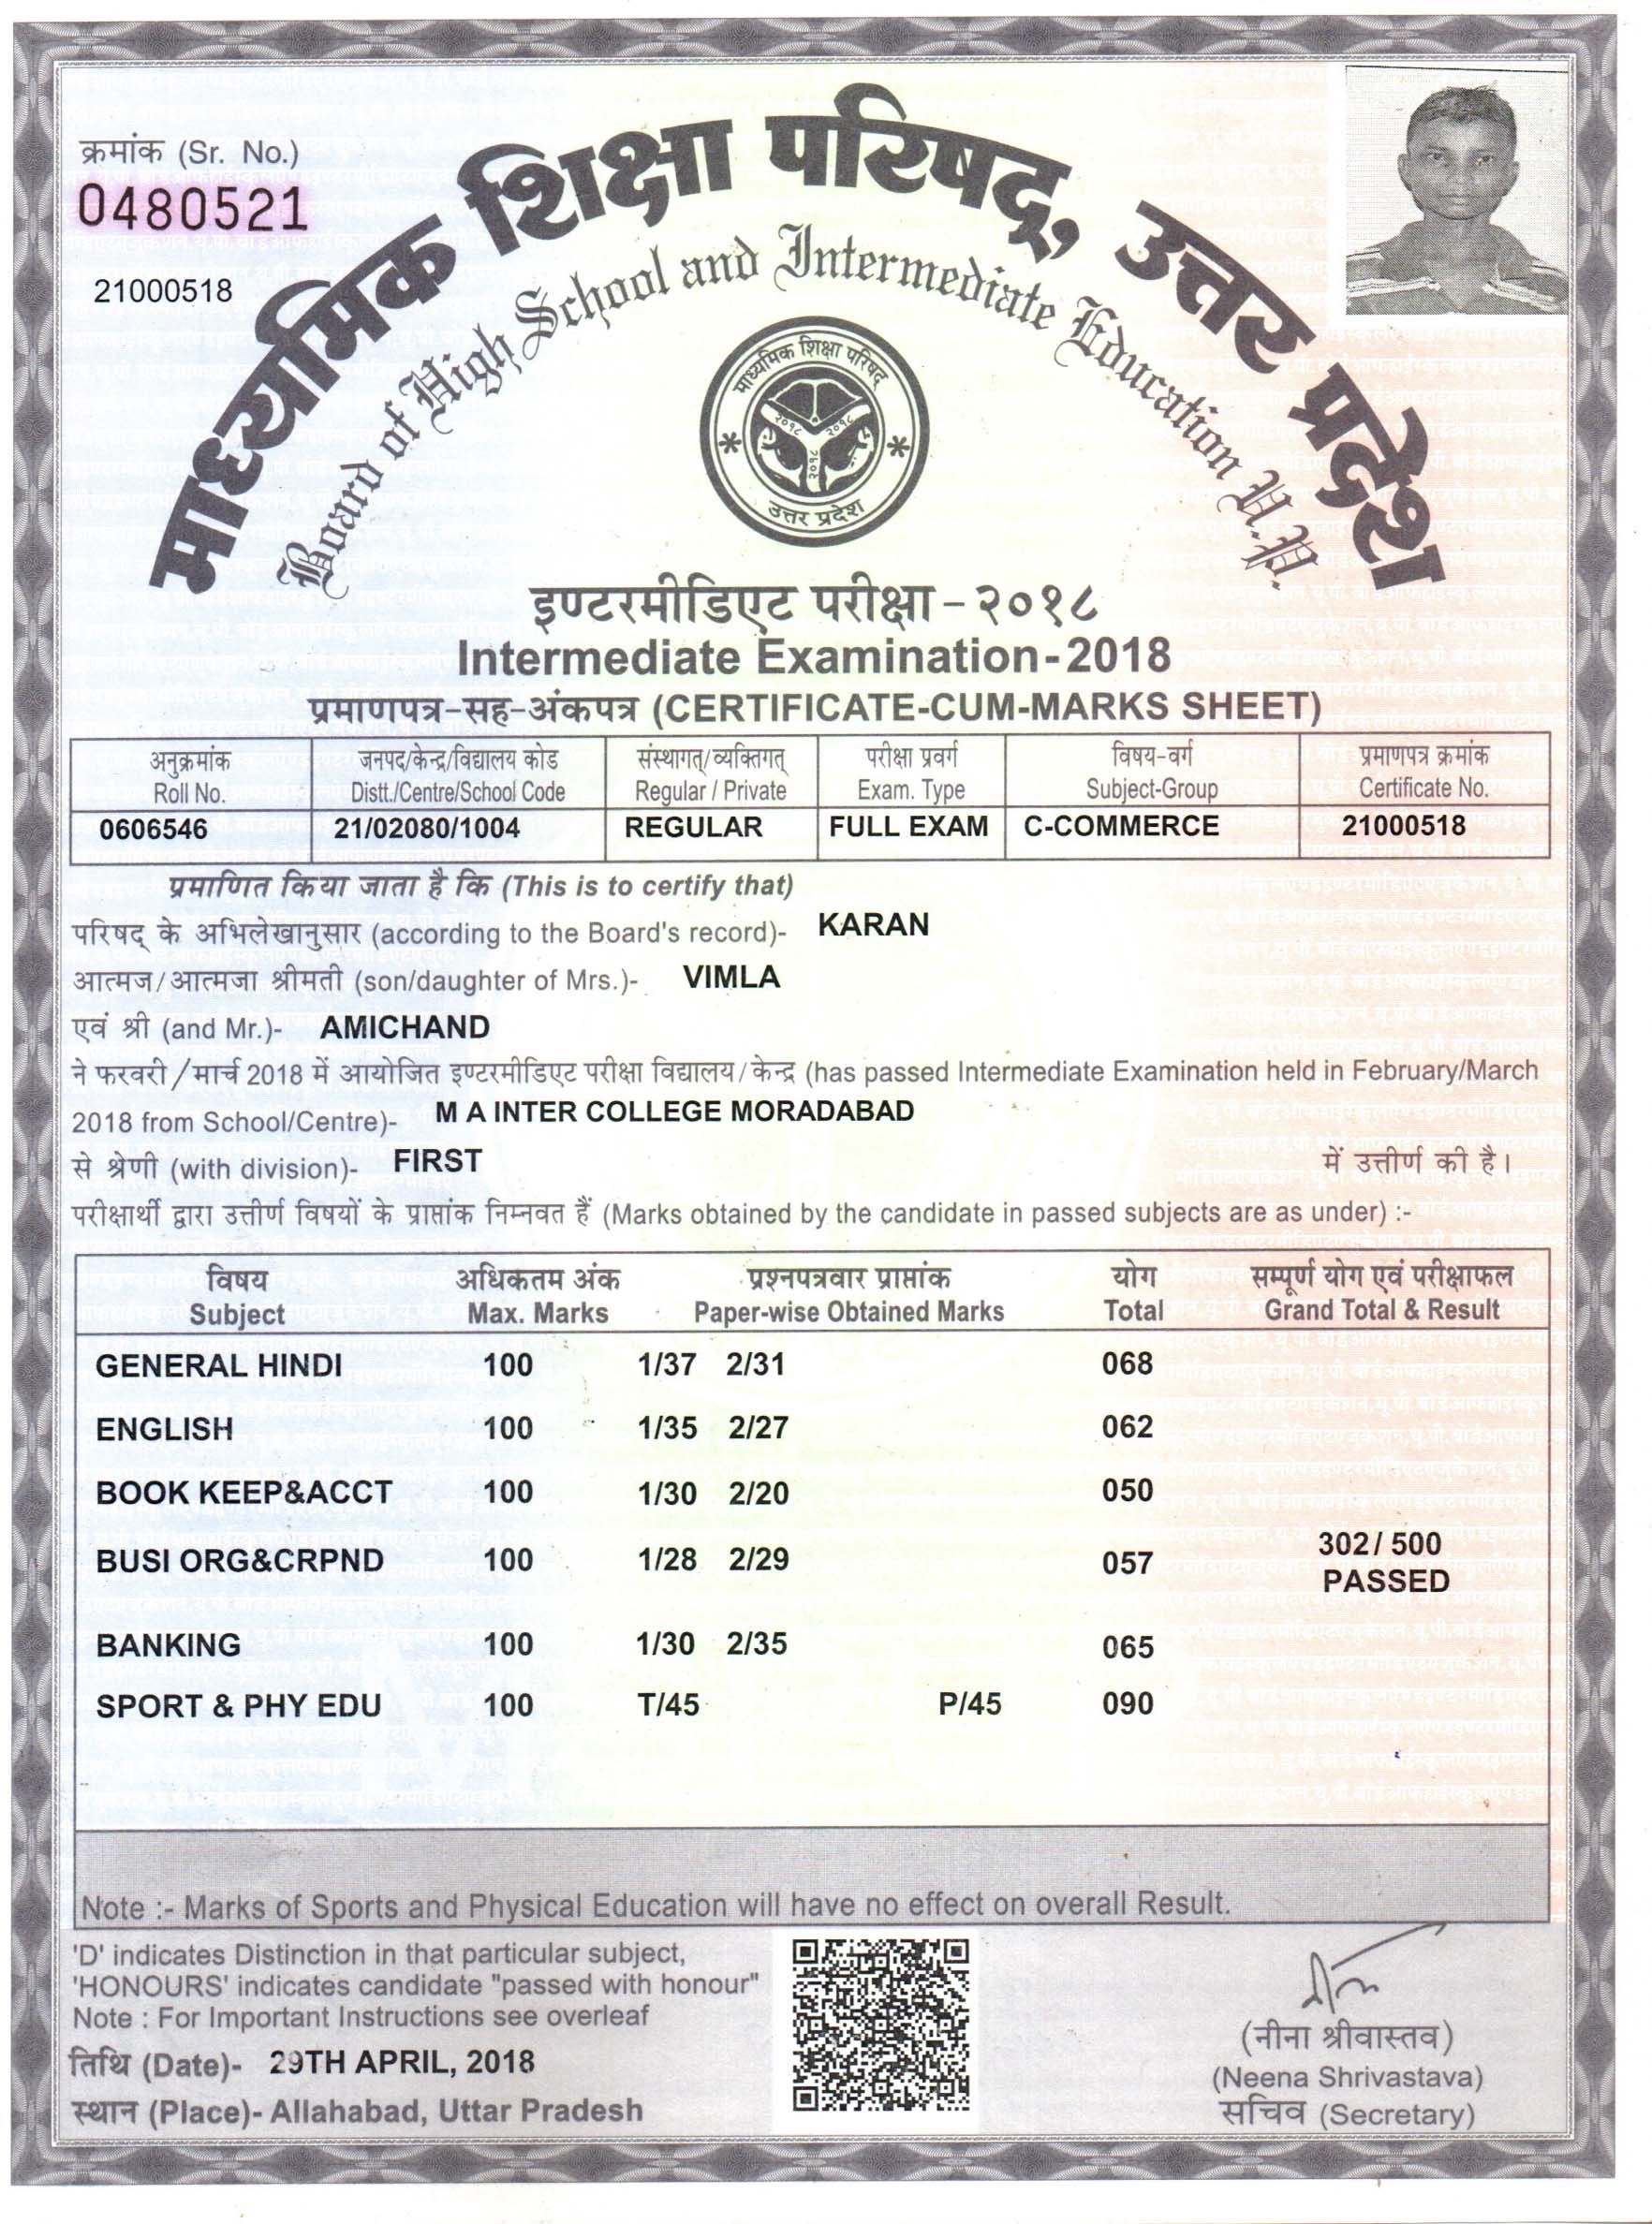 क्रमांक (Sr. No.)
0480521
21000518
माध्यमिक शिक्षा परिषद्, उत्तर प्रदेश
Board of High School and Intermediate Education U.P.
माध्यमिक शिक्षा परिषद
२०१८ २०१८
२०१८
उत्तर प्रदेश
इण्टरमीडिएट परीक्षा - २०१८
Intermediate Examination - 2018
प्रमाणपत्र-सह-अंकपत्र (CERTIFICATE-CUM-MARKS SHEET)
अनुक्रमांक जनपद/केन्द्र/विद्यालय कोड संस्थागत्/व्यक्तिगत् परीक्षा प्रवर्ग विषय-वर्ग प्रमाणपत्र क्रमांक
Roll No. Distt./Centre/School Code Regular / Private Exam. Type Subject-Group Certificate No.
0606546 21/02080/1004 REGULAR FULL EXAM C-COMMERCE 21000518
प्रमाणित किया जाता है कि (This is to certify that)
परिषद् के अभिलेखानुसार (according to the Board's record)- KARAN
आत्मज/आत्मजा श्रीमती (son/daughter of Mrs.)- VIMLA
एवं श्री (and Mr.)- AMICHAND
ने फरवरी/मार्च 2018 में आयोजित इण्टरमीडिएट परीक्षा विद्यालय/केन्द्र (has passed Intermediate Examination held in February/March
2018 from School/Centre)- M A INTER COLLEGE MORADABAD
से श्रेणी (with division)- FIRST में उत्तीर्ण की है।
परीक्षार्थी द्वारा उत्तीर्ण विषयों के प्राप्तांक निम्नवत हैं (Marks obtained by the candidate in passed subjects are as under) :-
विषय अधिकतम अंक प्रश्नपत्रवार प्राप्तांक योग सम्पूर्ण योग एवं परीक्षाफल
Subject Max. Marks Paper-wise Obtained Marks Total Grand Total & Result
GENERAL HINDI 100 1/37 2/31 068
ENGLISH 100 1/35 2/27 062
BOOK KEEP&ACCT 100 1/30 2/20 050
302/ 500
BUSI ORG&CRPND 100 1/28 2/29 057
PASSED
BANKING 100 1/30 2/35 065
SPORT & PHY EDU 100 T/45 P/45 090
Note :- Marks of Sports and Physical Education will have no effect on overall Result.
'D' indicates Distinction in that particular subject,
'HONOURS' indicates candidate "passed with honour"
Note : For Important Instructions see overleaf
तिथि (Date)- 29TH APRIL, 2018
स्थान (Place)- Allahabad, Uttar Pradesh
(नीना श्रीवास्तव)
(Neena Shrivastava)
सचिव (Secretary)